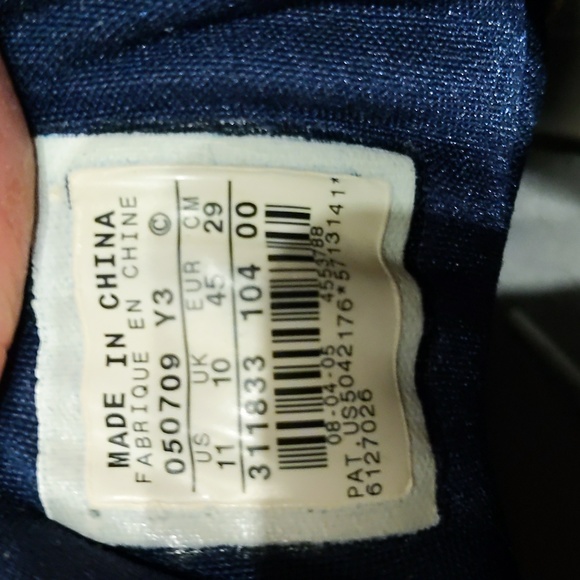 MADE IN CHINA
FABRIQUE EN CHINE
050709 Y3 ©
US UK EUR CM
11 10 45 29
311833 104 00
08-04-05
PAT. US5042176*5713141*
6127026